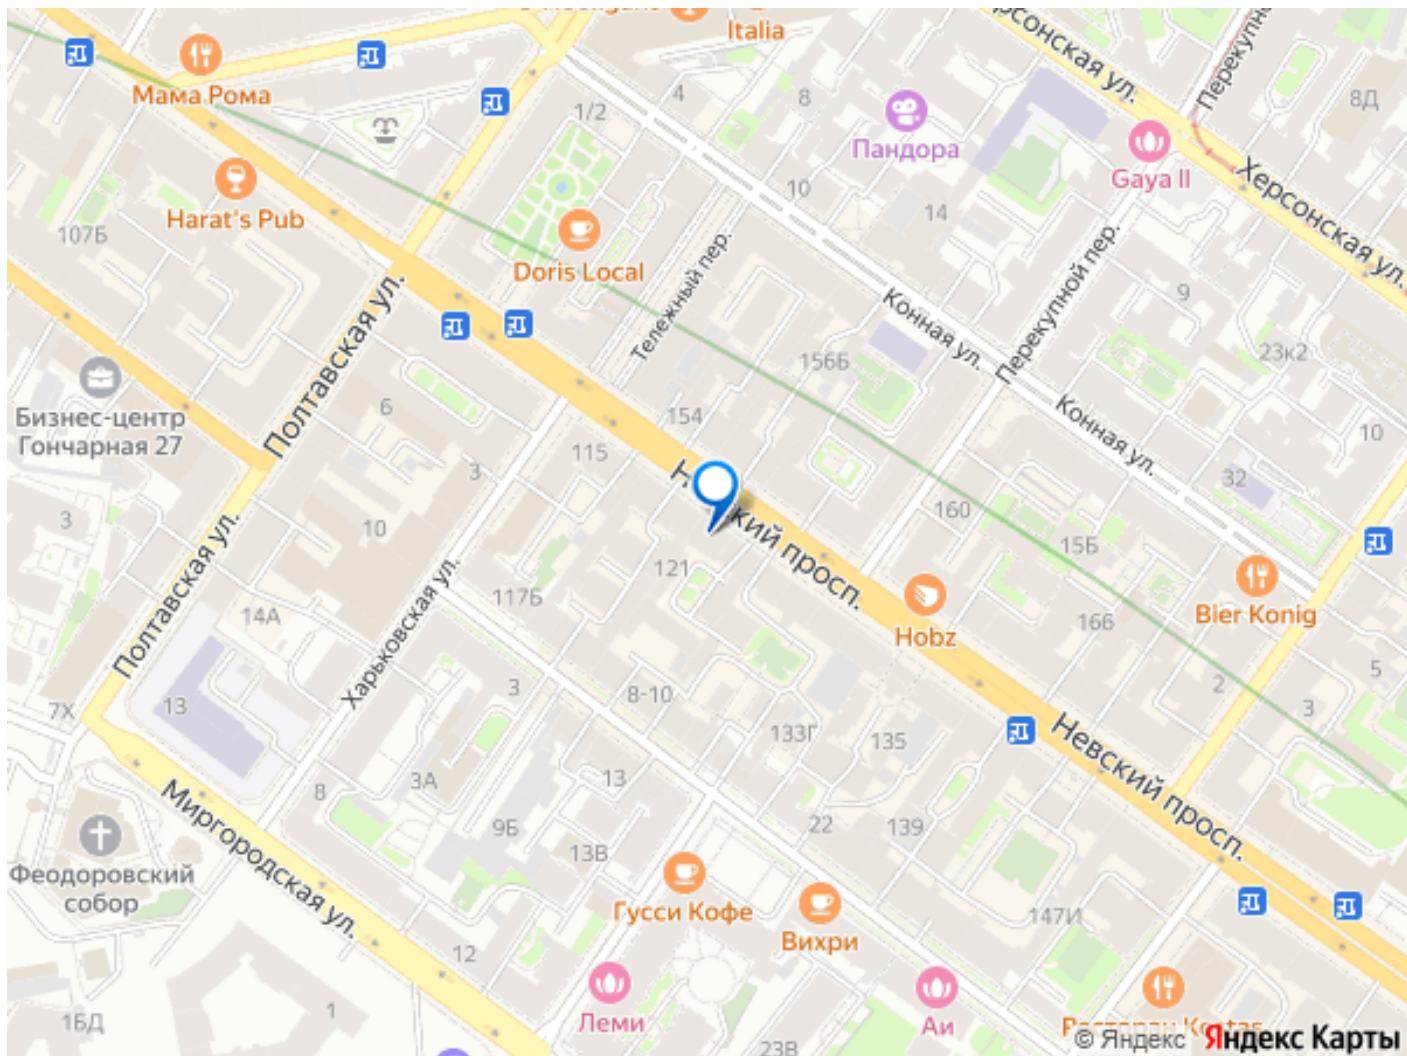 Italia
Мама Рома
Harat's Pub
107Б
1/2
4
8
Пандора
10
14
Gaya II
8Д
Херсонская ул.
Перекупной пер.
9
23к2
10
Doris Local
Тележный пер.
Конная ул.
Конная ул.
156Б
154
Полтавская ул.
Бизнес-центр
Гончарная 27
6
3
115
3
10
32
160
15Б
Bier Konig
166
Hobz
121
117Б
14А
Полтавская ул.
Харьковская ул.
13
7Х
3
8-10
133Г
135
2
3
5
Невский просп.
Миргородская ул.
8
3А
13
9Б
13В
22
139
Феодоровский
собор
Гусси Кофе
Вихри
147И
12
1
1БД
Леми
Аи
23В
© Яндекс Яндекс Карты